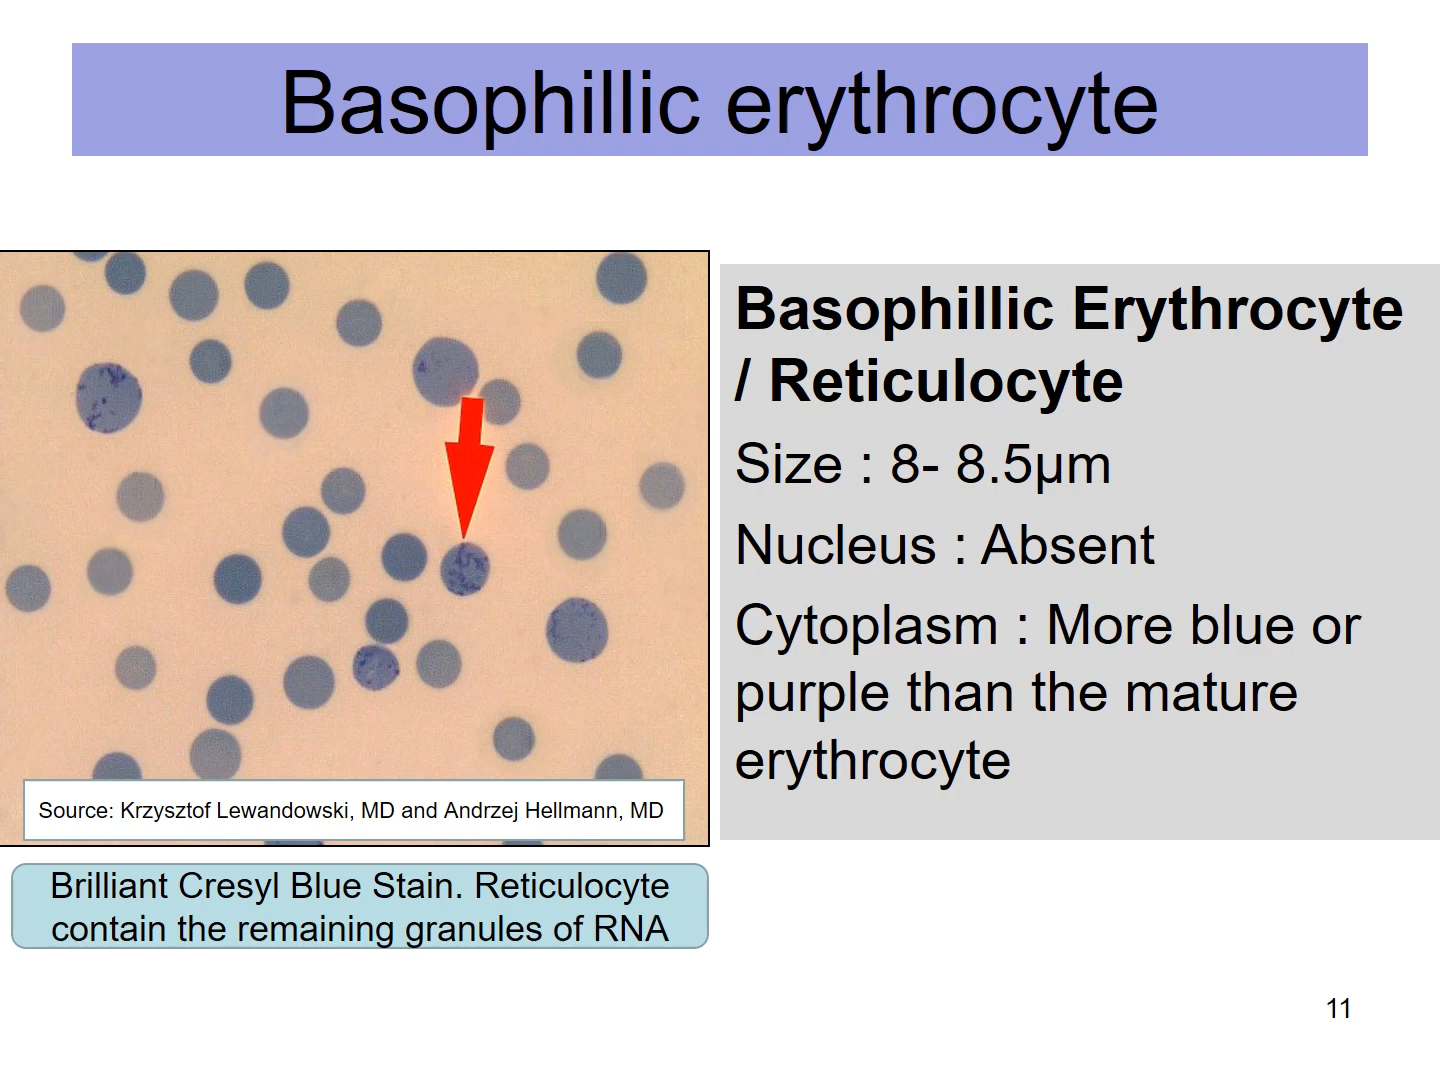 Basophillic erythrocyte
Basophillic Erythrocyte
/ Reticulocyte
Size : 8- 8.5µm
Nucleus : Absent
Cytoplasm : More blue or
purple than the mature
erythrocyte
Source: Krzysztof Lewandowski, MD and Andrzej Hellmann, MD
Brilliant Cresyl Blue Stain. Reticulocyte
contain the remaining granules of RNA
11